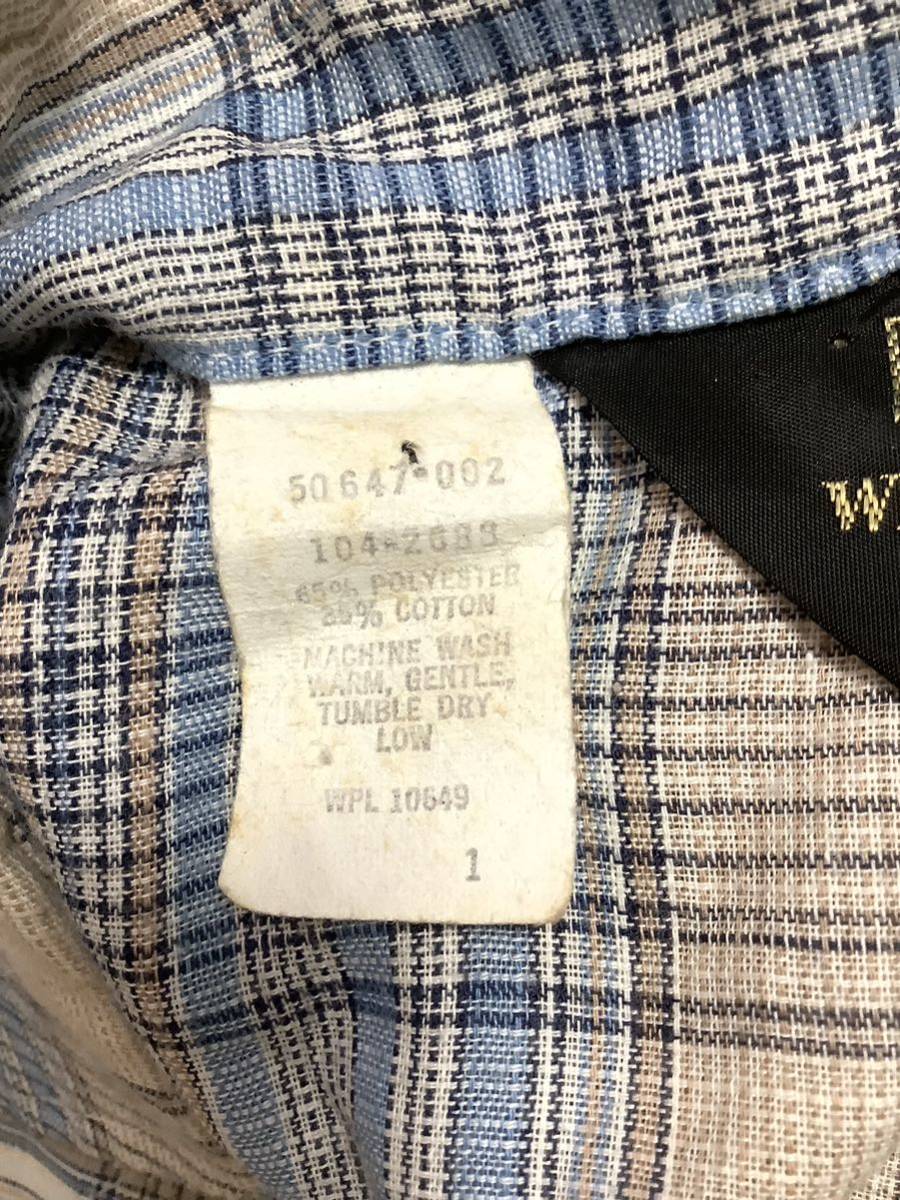 50647-002
104-2688
65% POLYESTER
35% COTTON
MACHINE WASH
WARM, GENTLE,
TUMBLE DRY
LOW
WPL 10649
1